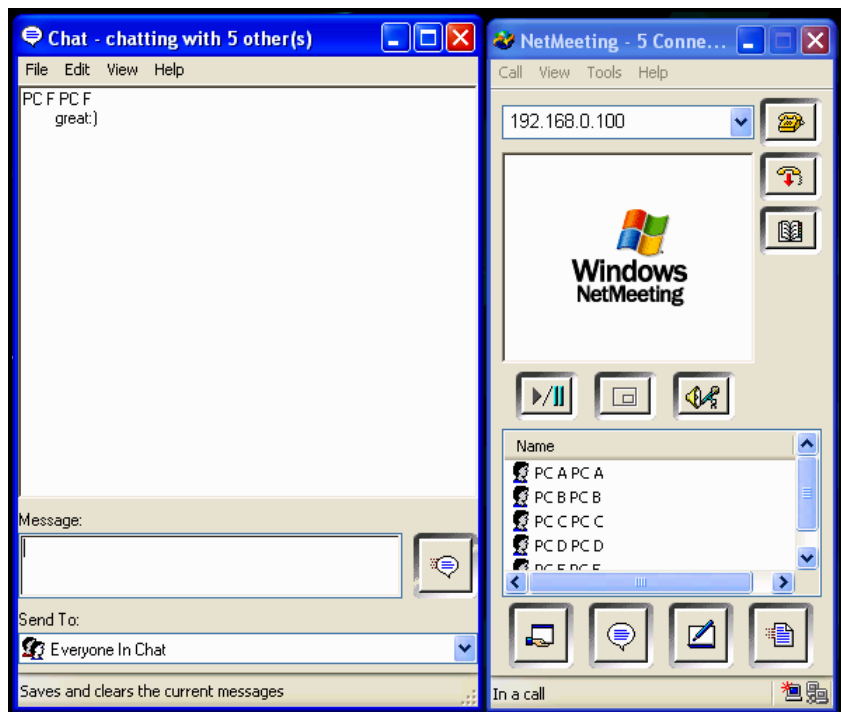 Chat - chatting with 5 other(s)
File Edit View Help
PC F PC F
great:)
Message:
Send To:
Everyone In Chat
Saves and clears the current messages
NetMeeting - 5 Conne...
Call View Tools Help
192.168.0.100
Windows
NetMeeting
Name
PC A PC A
PC B PC B
PC C PC C
PC D PC D
In a call